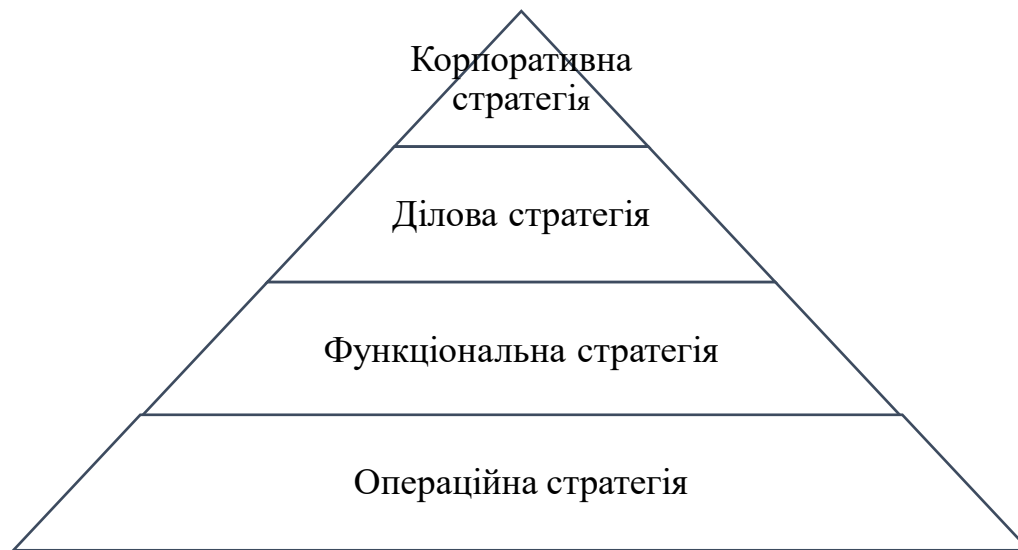 Корпоративна
стратегія
Ділова стратегія
Функціональна стратегія
Операційна стратегія